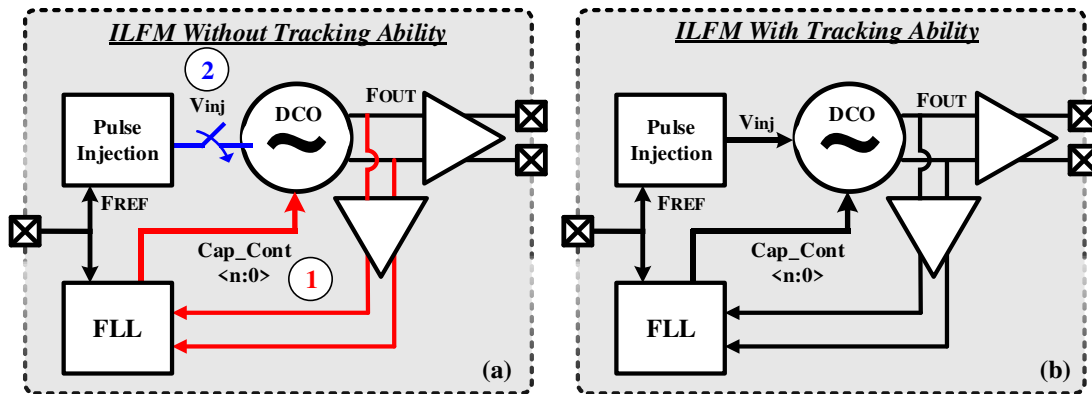 ILFM Without Tracking Ability
2
Vinj
DCO
FOUT
Pulse
Injection
~
FREF
Cap_Cont
<n:0>
1
FLL
(a)
ILFM With Tracking Ability
Vinj
DCO
FOUT
Pulse
Injection
~
FREF
Cap_Cont
<n:0>
FLL
(b)